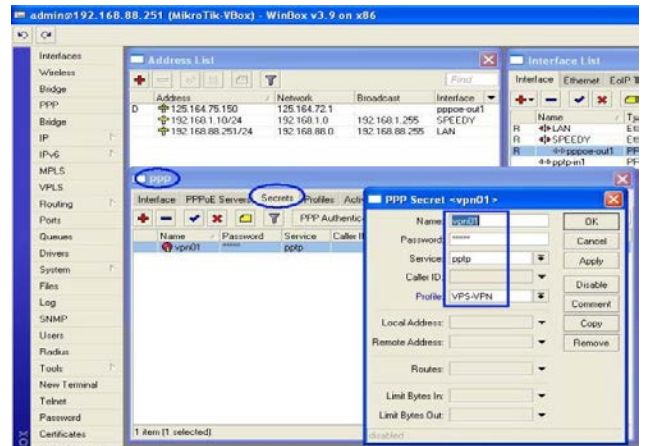 admin@192.168.88.251 (MikroTik-VBox) - WinBox v3.9 on x86
Interfaces
Wireless
Bridge
PPP
Bridge
IP
IPv6
MPLS
VPLS
Routing
Ports
Queues
Drivers
System
Files
Log
SNMP
Users
Radius
Tools
New Terminal
Telnet
Password
Certificates
Address List
Find
Address Network Broadcast Interface
D 125.164.75.150 125.164.72.1 pppoe-out1
192.168.1.10/24 192.168.1.0 192.168.1.255 SPEEDY
192.168.88.251/24 192.168.88.0 192.168.88.255 LAN
Interface List
Interface Ethernet EoIP
Name
R LAN
R SPEEDY
R pppoe-out1
pptp-in1
PPP
Interface PPPoE Servers Secrets Profiles
PPP
Name Password Service
vpn01 ***** pptp
1 item (1 selected)
PPP Secret <vpn01>
Name: vpn01
Password: *****
Service: pptp
Caller ID:
Profile: VPS-VPN
Local Address:
Remote Address:
Routes:
Limit Bytes In:
Limit Bytes Out:
disabled
OK
Cancel
Apply
Disable
Comment
Copy
Remove